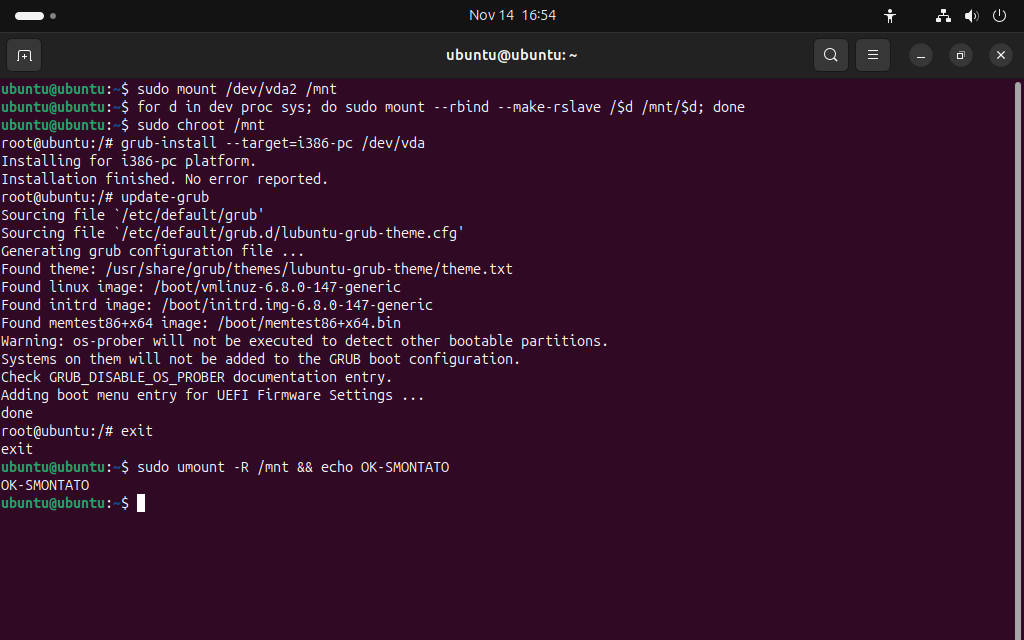 Nov 14 16:54
ubuntu@ubuntu: ~
ubuntu@ubuntu:~$ sudo mount /dev/vda2 /mnt
ubuntu@ubuntu:~$ for d in dev proc sys; do sudo mount --rbind --make-rslave /$d /mnt/$d; done
ubuntu@ubuntu:~$ sudo chroot /mnt
root@ubuntu:/# grub-install --target=i386-pc /dev/vda
Installing for i386-pc platform.
Installation finished. No error reported.
root@ubuntu:/# update-grub
Sourcing file `/etc/default/grub'
Sourcing file `/etc/default/grub.d/lubuntu-grub-theme.cfg'
Generating grub configuration file ...
Found theme: /usr/share/grub/themes/lubuntu-grub-theme/theme.txt
Found linux image: /boot/vmlinuz-6.8.0-147-generic
Found initrd image: /boot/initrd.img-6.8.0-147-generic
Found memtest86+x64 image: /boot/memtest86+x64.bin
Warning: os-prober will not be executed to detect other bootable partitions.
Systems on them will not be added to the GRUB boot configuration.
Check GRUB_DISABLE_OS_PROBER documentation entry.
Adding boot menu entry for UEFI Firmware Settings ...
done
root@ubuntu:/# exit
exit
ubuntu@ubuntu:~$ sudo umount -R /mnt && echo OK-SMONTATO
OK-SMONTATO
ubuntu@ubuntu:~$